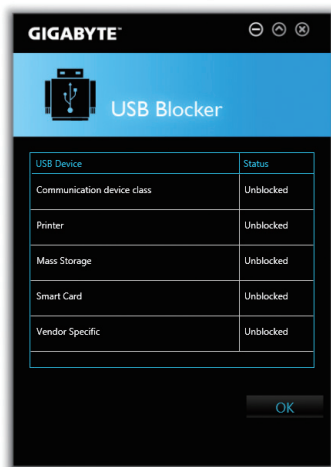 GIGABYTE™
USB Blocker
USB Device Status
Communication device class Unblocked
Printer Unblocked
Mass Storage Unblocked
Smart Card Unblocked
Vendor Specific Unblocked
OK